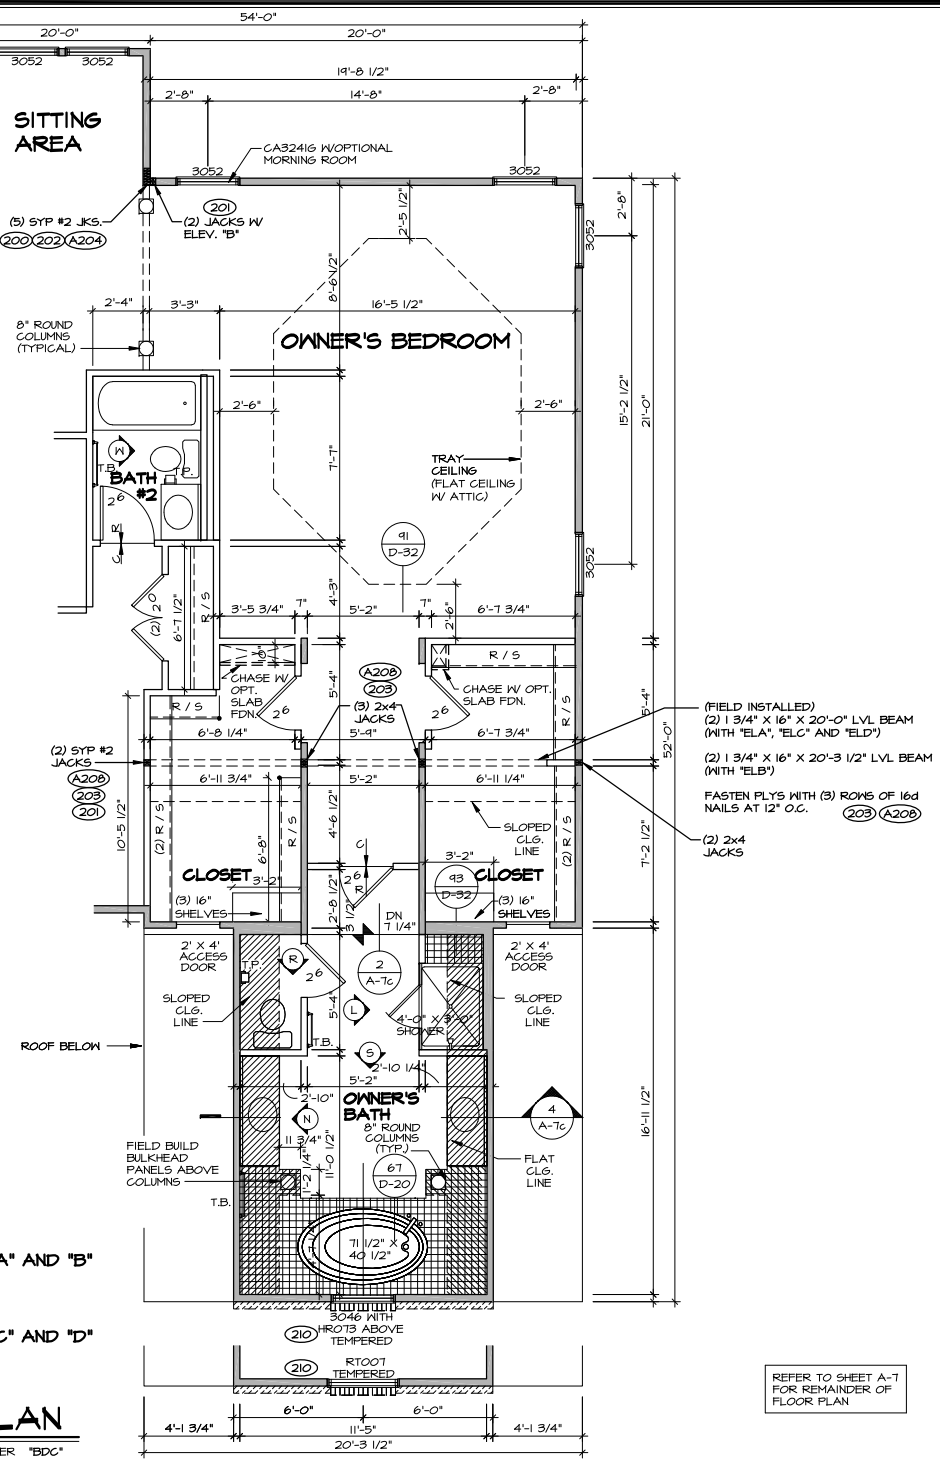 54'-0"
20'-0"
20'-0"
3052
3052
19'-8 1/2"
2'-8"
14'-8"
2'-8"
SITTING
AREA
CA3241G W/OPTIONAL
MORNING ROOM
3052
3052
(5) SYP #2 JKS.
200 202 A204
201
(2) JACKS W/
ELEV. "B"
2'-5 1/2"
2'-8"
3052
8'-6 1/2"
2'-4"
3'-3"
16'-5 1/2"
8" ROUND
COLUMNS
(TYPICAL)
OWNER'S BEDROOM
15'-2 1/2"
21'-0"
2'-6"
2'-6"
7'-7"
TRAY
CEILING
(FLAT CEILING
W/ ATTIC)
W
T.B.
T.P.
BATH
#2
2 6
C R
91
D-32
3052
4'-3"
(2) 2 0
6'-7 1/2"
R / S
3'-5 3/4"
7"
5'-2"
7"
2'-6"
6'-7 3/4"
10"
R / S
CHASE W/
OPT.
SLAB
FDN.
2 6
5'-4"
A208
203
(3) 2x4
JACKS
CHASE W/ OPT.
SLAB FDN.
2 6
R / S
5'-4"
52'-0"
R / S
6'-8 1/4"
5'-9"
6'-7 3/4"
(FIELD INSTALLED)
(2) 1 3/4" X 16" X 20'-0" LVL BEAM
(WITH "ELA", "ELC" AND "ELD")
(2) 1 3/4" X 16" X 20'-3 1/2" LVL BEAM
(WITH "ELB")
FASTEN PLYS WITH (3) ROWS OF 16d
NAILS AT 12" O.C.
203 A208
(2) SYP #2
JACKS
A208
203
201
6'-11 3/4"
5'-2"
6'-11 1/4"
10'-5 1/2"
(2) R / S
6'-8"
R / S
4'-6 1/2"
SLOPED
CLG.
LINE
(2) R / S
7'-2 1/2"
(2) 2x4
JACKS
CLOSET
3'-2"
C
2 6
R
3'-2"
93
D-32
CLOSET
(3) 16"
SHELVES
2'-8 1/2"
3 1/2"
DN
7 1/4"
(3) 16"
SHELVES
2' X 4'
ACCESS
DOOR
T.P.
R
2 6
2
A-7c
2' X 4'
ACCESS
DOOR
SLOPED
CLG.
LINE
5'-4"
L
4'-0" X 3'-0"
SHOWER
SLOPED
CLG.
LINE
ROOF BELOW
T.B.
S
2'-10 1/4"
5'-2"
2'-10"
OWNER'S
BATH
N
8" ROUND
COLUMNS
(TYP.)
4
A-7c
16'-11 1/2"
FIELD BUILD
BULKHEAD
PANELS ABOVE
COLUMNS
11 3/4"
11'-0 1/2"
1'-2 1/4"
67
D-20
FLAT
CLG.
LINE
T.B.
71 1/2" X
40 1/2"
A" AND "B"
3046 WITH
210 HR073 ABOVE
TEMPERED
C" AND "D"
210
RT007
TEMPERED
REFER TO SHEET A-7
FOR REMAINDER OF
FLOOR PLAN
LAN
ER "BDC"
6'-0"
6'-0"
4'-1 3/4"
11'-5"
4'-1 3/4"
20'-3 1/2"